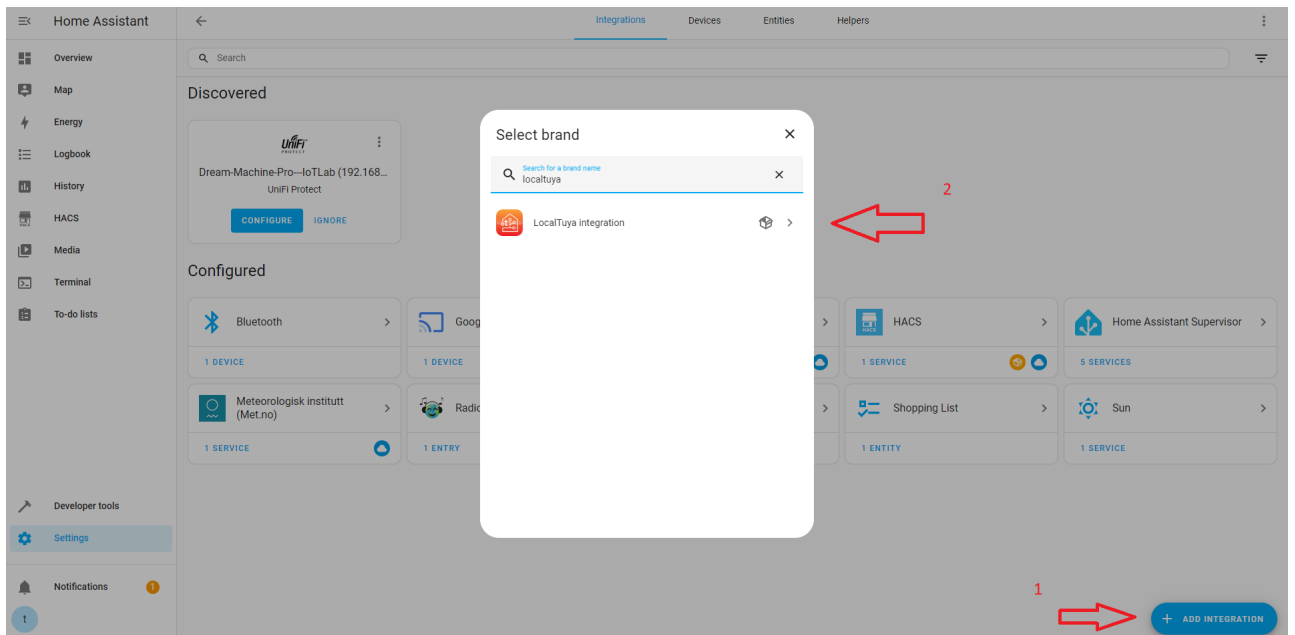 Home Assistant
Integrations
Devices
Entities
Helpers
Overview
Map
Energy
Logbook
History
HACS
Media
Terminal
To-do lists
Developer tools
Settings
Notifications
1
t
Search
Discovered
UniFi
PROTECT
Dream-Machine-Pro---IoTLab (192.168...
UniFi Protect
CONFIGURE
IGNORE
Configured
Bluetooth
1 DEVICE
Goog
1 DEVICE
HACS
1 SERVICE
Home Assistant Supervisor
5 SERVICES
Meteorologisk institutt
(Met.no)
1 SERVICE
Radio
1 ENTRY
Shopping List
1 ENTITY
Sun
1 SERVICE
Select brand
Search for a brand name
localtuya
LocalTuya integration
2
1
ADD INTEGRATION